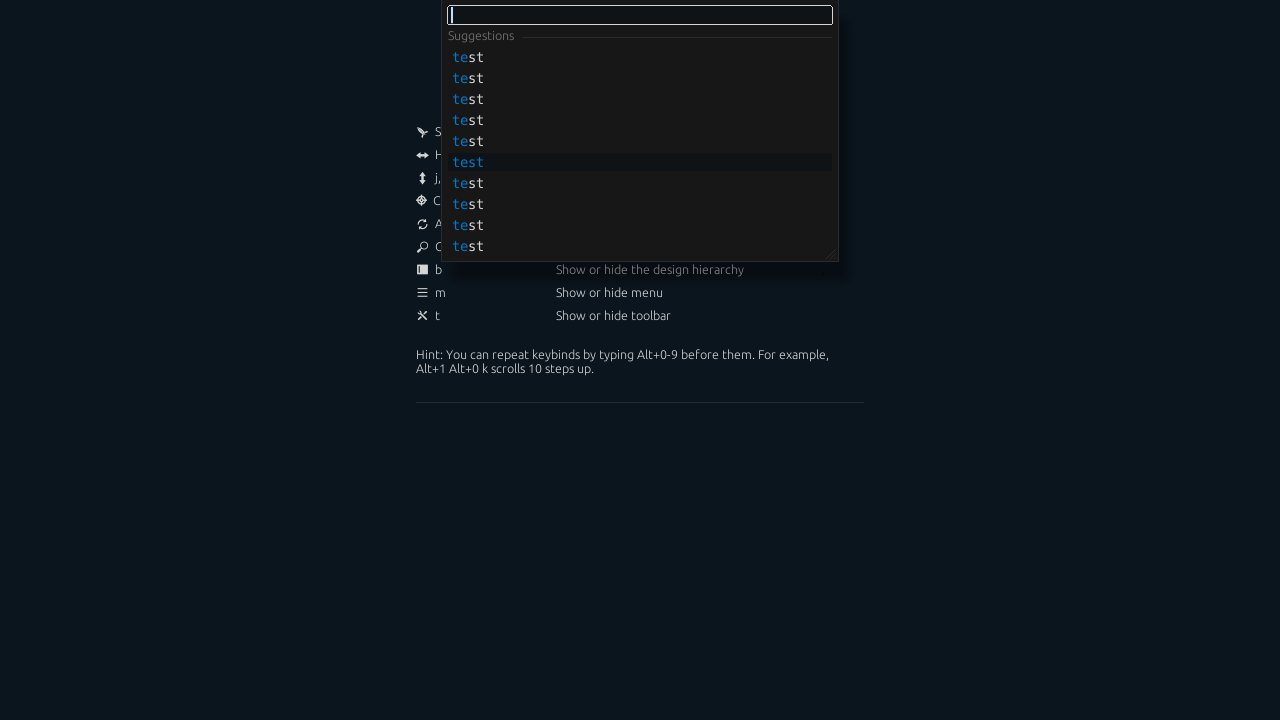 Suggestions
test
test
test
test
test
test
test
test
test
test
b Show or hide the design hierarchy
m Show or hide menu
t Show or hide toolbar
Hint: You can repeat keybinds by typing Alt+0-9 before them. For example,
Alt+1 Alt+0 k scrolls 10 steps up.